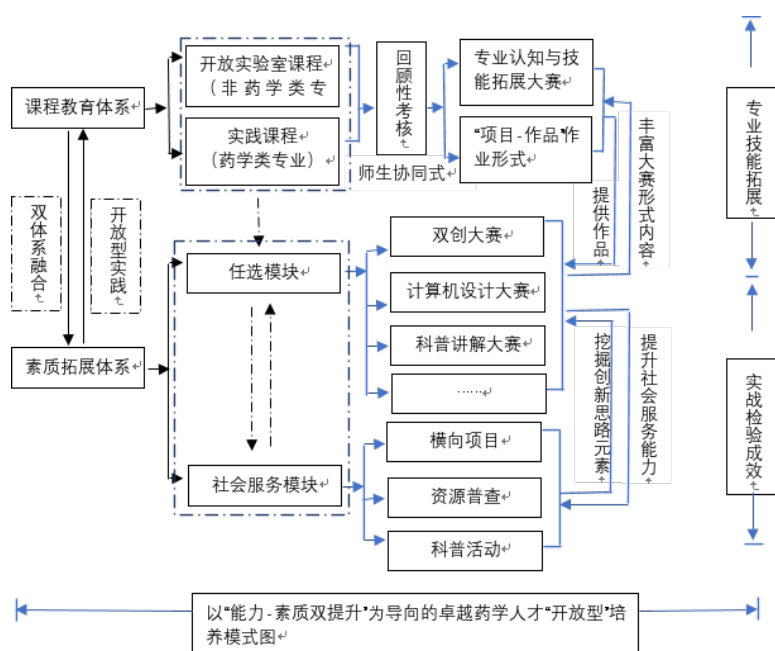 开放实验室课程
（非药学类专
课程教育体系
实践课程
（药学类专业）
回顾性考核
专业认知与技
能拓展大赛
“项目-作品”作
业形式
师生协同式
双体系融合
开放型实践
提供作品
丰富大赛形式内容
专业技能拓展
任选模块
双创大赛
计算机设计大赛
科普讲解大赛
……
素质拓展体系
社会服务模块
横向项目
资源普查
科普活动
挖掘创新思路元素
提升社会服务能力
实战检验成效
以“能力-素质双提升”为导向的卓越药学人才“开放型”培
养模式图